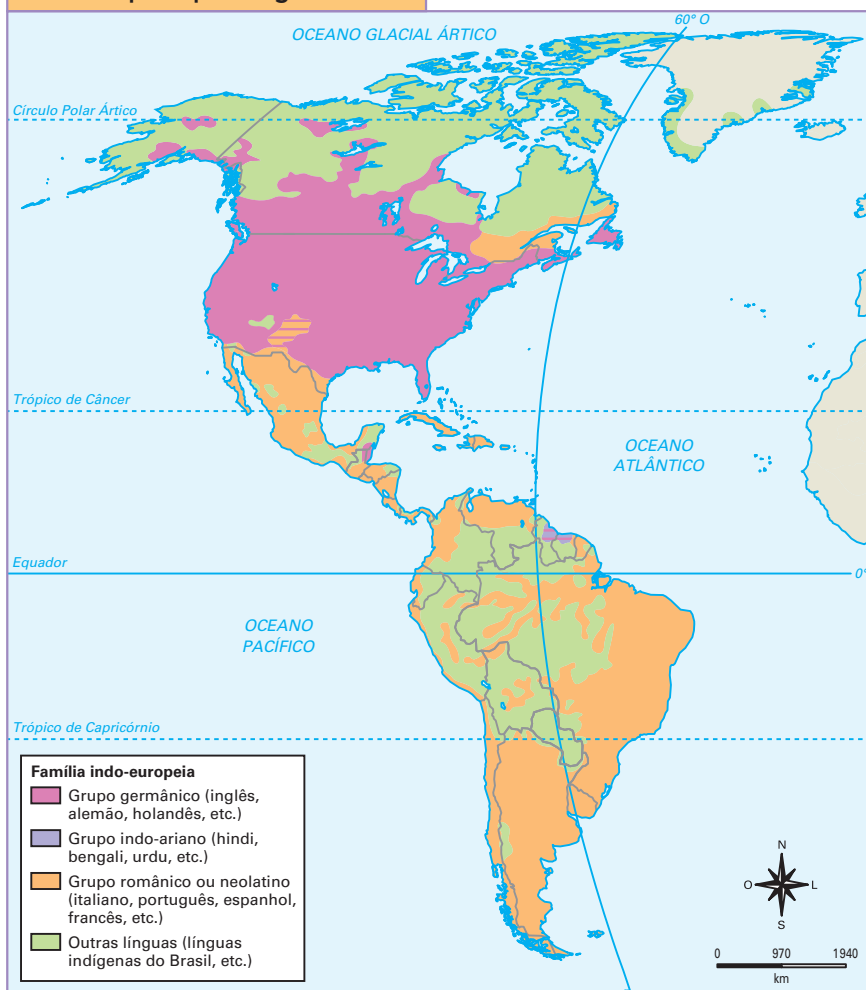 OCEANO GLACIAL ÁRTICO
60° O
Círculo Polar Ártico
Trópico de Câncer
OCEANO
ATLÂNTICO
Equador
0°
OCEANO
PACÍFICO
Trópico de Capricórnio
Família indo-europeia
Grupo germânico (inglês,
alemão, holandês, etc.)
Grupo indo-ariano (hindi,
bengali, urdu, etc.)
Grupo românico ou neolatino
(italiano, português, espanhol,
francês, etc.)
Outras línguas (línguas
indígenas do Brasil, etc.)
N
O
L
S
0 970 1940
km